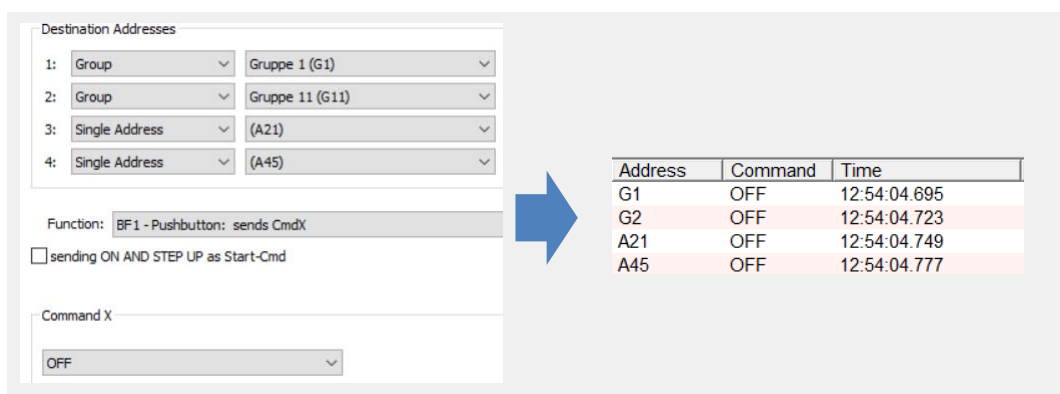 Destination Addresses
1: Group Gruppe 1 (G1)
2: Group Gruppe 11 (G11)
3: Single Address (A21)
4: Single Address (A45)
Function: BF1 - Pushbutton: sends CmdX
sending ON AND STEP UP as Start-Cmd
Command X
OFF
Address Command Time
G1 OFF 12:54:04.695
G2 OFF 12:54:04.723
A21 OFF 12:54:04.749
A45 OFF 12:54:04.777